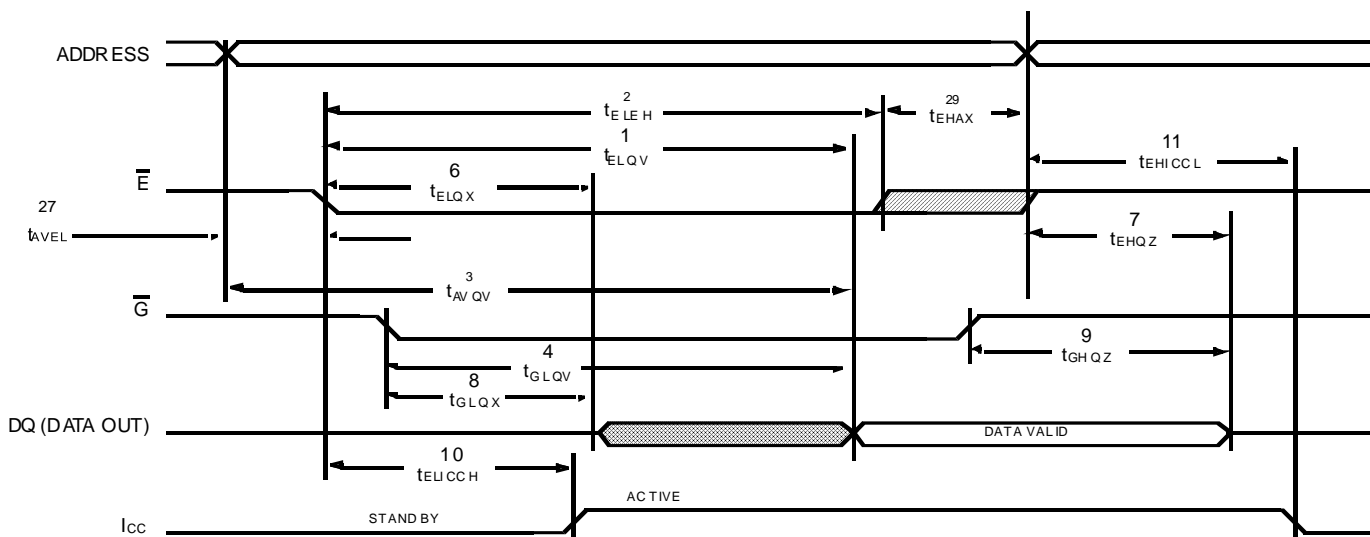 ADDRESS
2
tELEH
29
tEHAX
1
tELQV
11
tEHICCL
E
6
tELQX
27
tAVEL
7
tEHQZ
3
tAVQV
G
4
tGLQV
9
tGHQZ
8
tGLQX
DQ (DATA OUT)
DATA VALID
10
tELICCH
ACTIVE
ICC
STANDBY